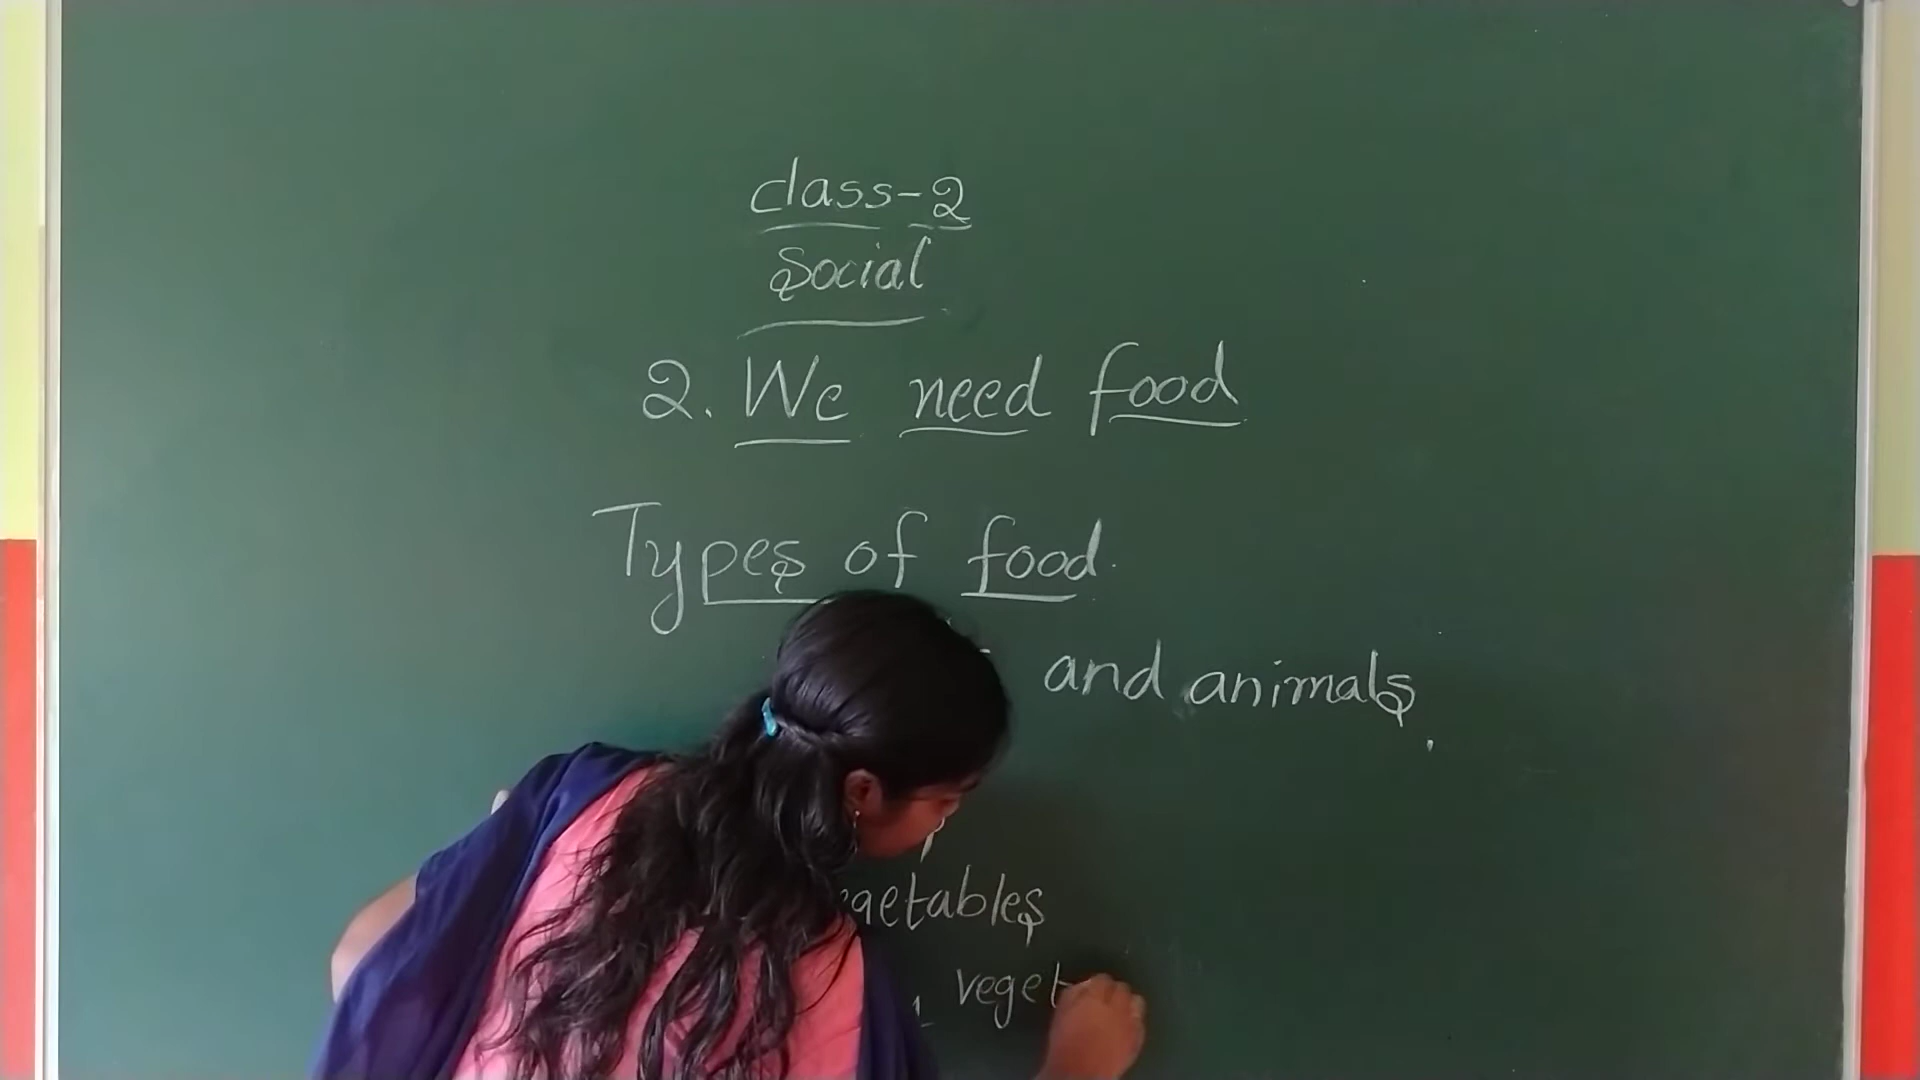 class-2
Social
2. We need food
Types of food.
and animals.
egetables
veget